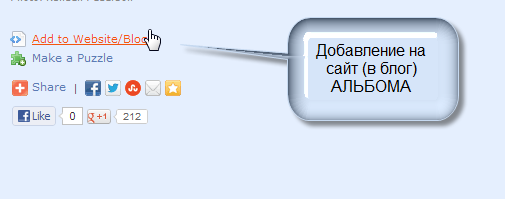 Add to Website/Blog
Make a Puzzle
Share |
Like 0 +1 212
Добавление на
сайт (в блог)
АЛЬБОМА